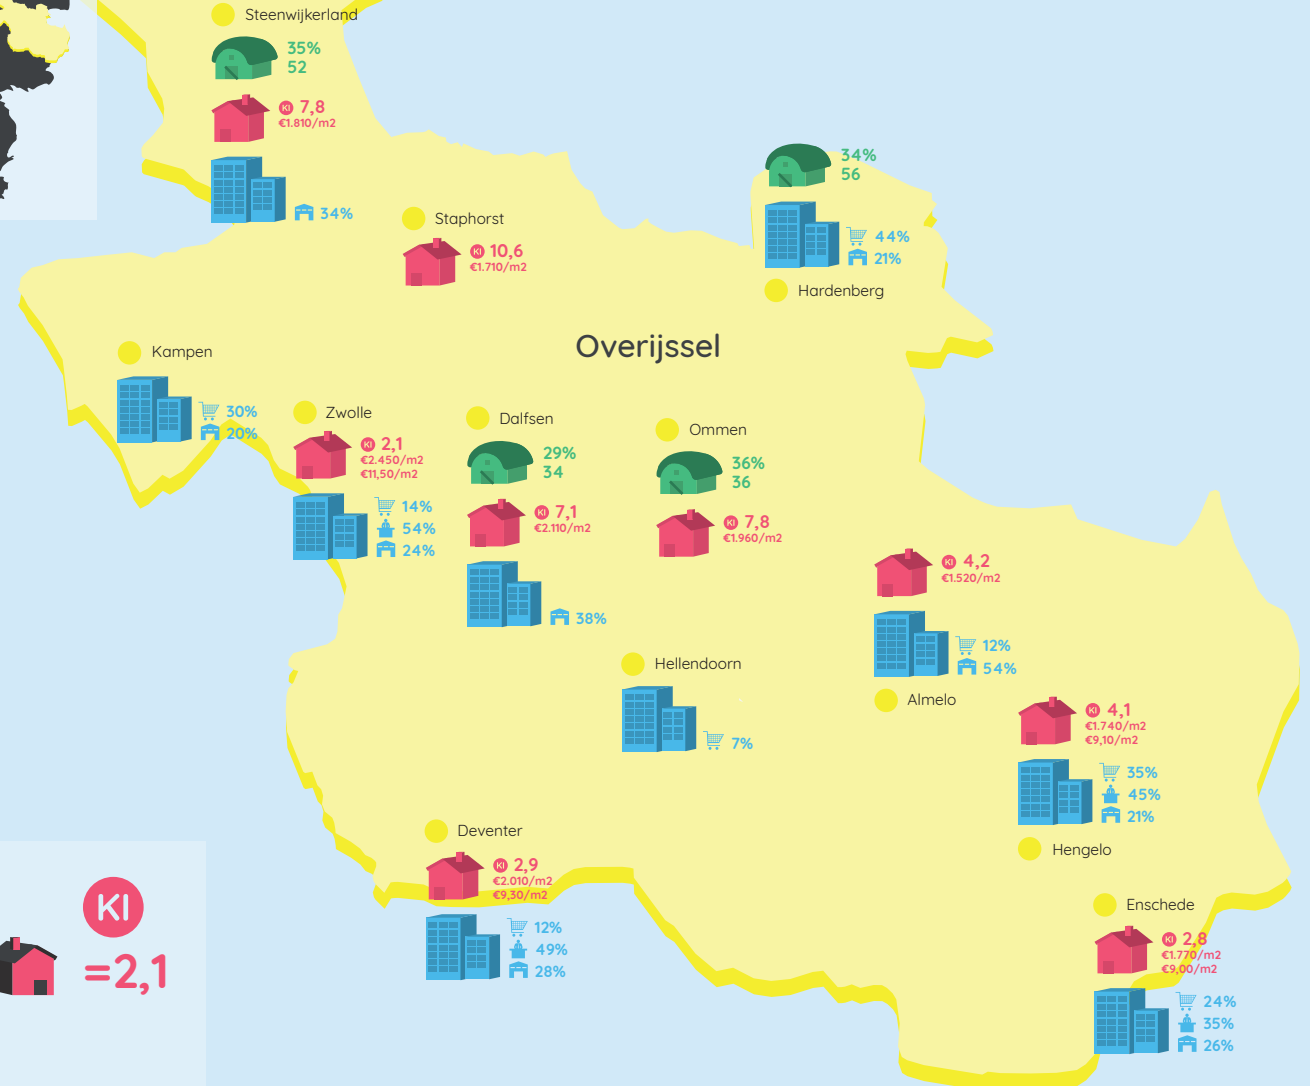 Steenwijkerland
35%
52
KI 7,8
€1.810/m2
34%
Staphorst
KI 10,6
€1.710/m2
34%
56
44%
21%
Hardenberg
Overijssel
Kampen
30%
20%
Zwolle
KI 2,1
€2.450/m2
€11,50/m2
14%
54%
24%
Dalfsen
29%
34
KI 7,1
€2.110/m2
38%
Ommen
36%
36
KI 7,8
€1.960/m2
KI 4,2
€1.520/m2
12%
54%
Almelo
Hellendoorn
7%
KI 4,1
€1.740/m2
€9,10/m2
35%
45%
21%
Hengelo
Deventer
KI 2,9
€2.010/m2
€9,30/m2
12%
49%
28%
Enschede
KI 2,8
€1.770/m2
€9,00/m2
24%
35%
26%
KI
=2,1